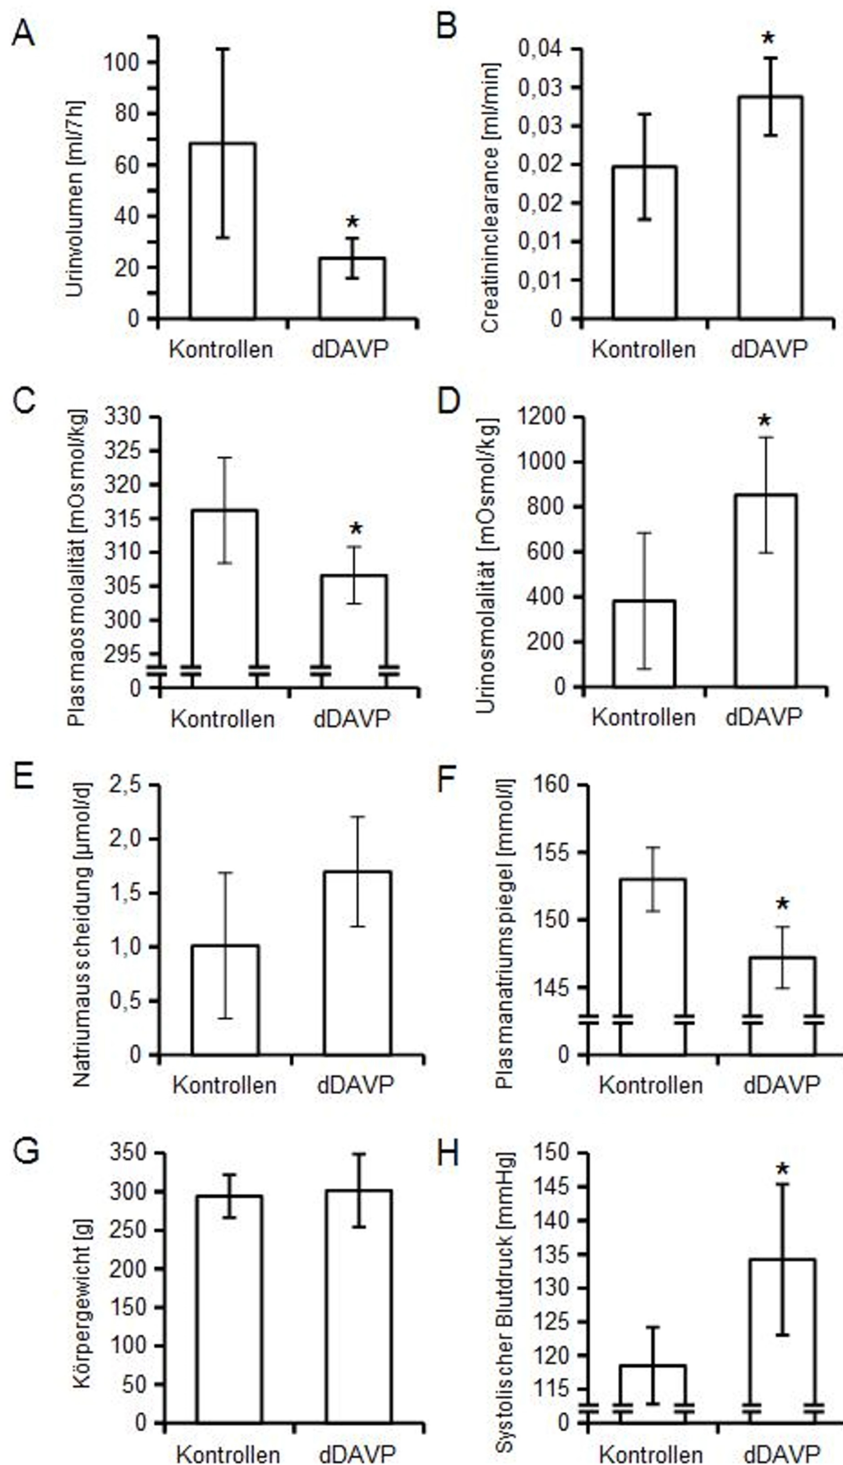 A
Urinvolumen [ml/7h]
100
80
60
40
20
0
*
Kontrollen dDAVP
B
Creatininclearance [ml/min]
0,04
0,03
0,03
0,02
0,02
0,01
0,01
0
*
Kontrollen dDAVP
C
Plasmaosmolalität [mOsmol/kg]
330
325
320
315
310
305
300
295
0
*
Kontrollen dDAVP
D
Urinosmolalität [mOsmol/kg]
1200
1000
800
600
400
200
0
*
Kontrollen dDAVP
E
Natriumausscheidung [µmol/d]
2,5
2,0
1,5
1,0
0,5
0
Kontrollen dDAVP
F
Plasmanatriumspiegel [mmol/l]
160
155
150
145
0
*
Kontrollen dDAVP
G
Körpergewicht [g]
350
300
250
200
150
100
50
0
Kontrollen dDAVP
H
Systolischer Blutdruck [mmHg]
150
145
140
135
130
125
120
115
0
*
Kontrollen dDAVP